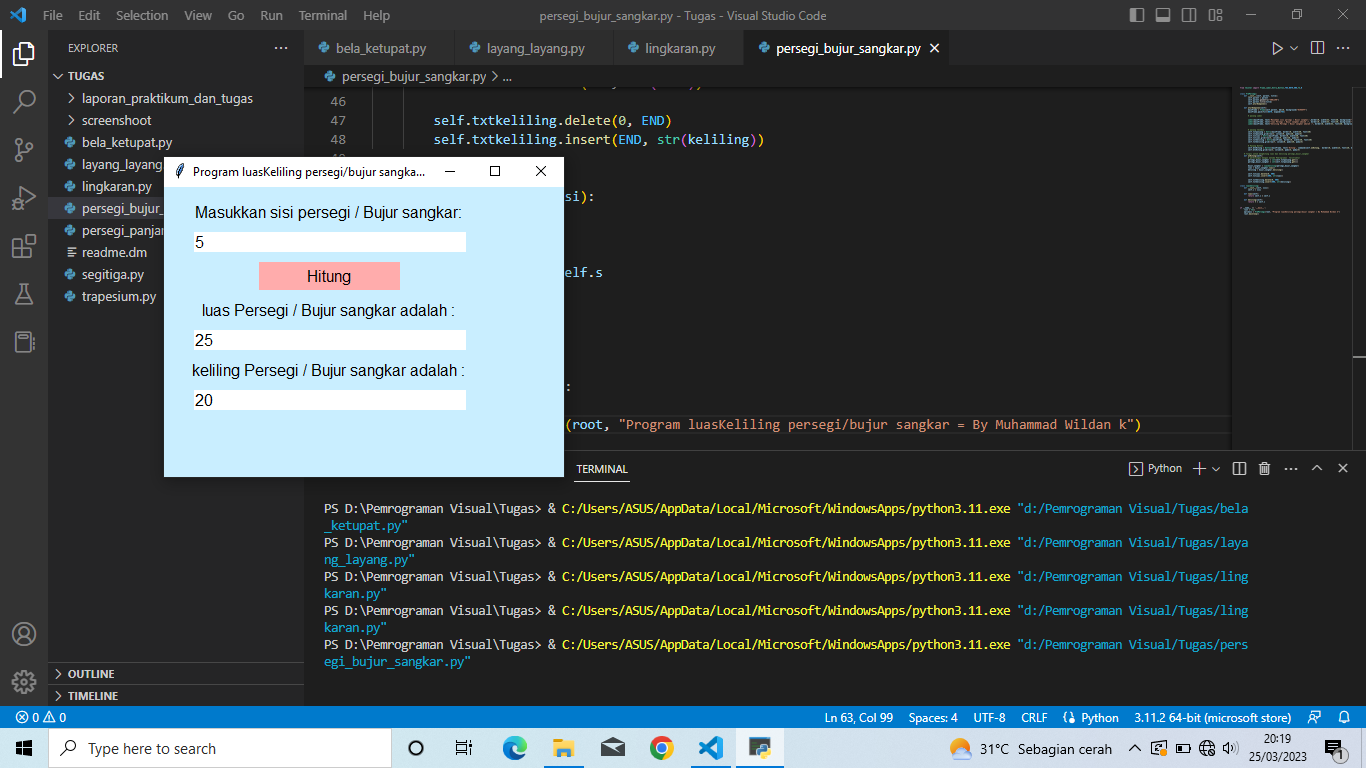 File Edit Selection View Go Run Terminal Help
persegi_bujur_sangkar.py - Tugas - Visual Studio Code
EXPLORER
TUGAS
laporan_praktikum_dan_tugas
screenshoot
bela_ketupat.py
layang_layang
lingkaran.py
persegi_bujur_
persegi_panjan
readme.dm
segitiga.py
trapesium.py
OUTLINE
TIMELINE
bela_ketupat.py layang_layang.py lingkaran.py persegi_bujur_sangkar.py
persegi_bujur_sangkar.py > ...
46
47 self.txtkeliling.delete(0, END)
48 self.txtkeliling.insert(END, str(keliling))
si):
elf.s
:
(root, "Program luasKeliling persegi/bujur sangkar = By Muhammad Wildan k")
Program luasKeliling persegi/bujur sangka...
Masukkan sisi persegi / Bujur sangkar:
5
Hitung
luas Persegi / Bujur sangkar adalah :
25
keliling Persegi / Bujur sangkar adalah :
20
TERMINAL
Python
PS D:\Pemrograman Visual\Tugas> & C:/Users/ASUS/AppData/Local/Microsoft/WindowsApps/python3.11.exe "d:/Pemrograman Visual/Tugas/bela
_ketupat.py"
PS D:\Pemrograman Visual\Tugas> & C:/Users/ASUS/AppData/Local/Microsoft/WindowsApps/python3.11.exe "d:/Pemrograman Visual/Tugas/laya
ng_layang.py"
PS D:\Pemrograman Visual\Tugas> & C:/Users/ASUS/AppData/Local/Microsoft/WindowsApps/python3.11.exe "d:/Pemrograman Visual/Tugas/ling
karan.py"
PS D:\Pemrograman Visual\Tugas> & C:/Users/ASUS/AppData/Local/Microsoft/WindowsApps/python3.11.exe "d:/Pemrograman Visual/Tugas/ling
karan.py"
PS D:\Pemrograman Visual\Tugas> & C:/Users/ASUS/AppData/Local/Microsoft/WindowsApps/python3.11.exe "d:/Pemrograman Visual/Tugas/pers
egi_bujur_sangkar.py"
0 0
Ln 63, Col 99 Spaces: 4 UTF-8 CRLF Python 3.11.2 64-bit (microsoft store)
Type here to search
31°C Sebagian cerah
20:19
25/03/2023
1